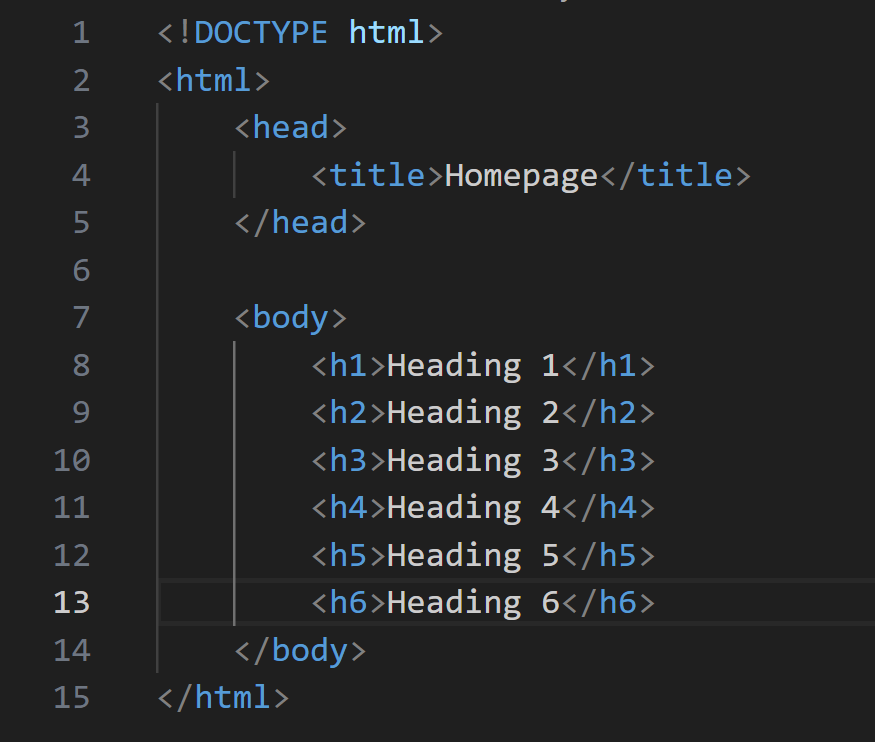 1 <!DOCTYPE html>
2 <html>
3     <head>
4         <title>Homepage</title>
5     </head>
6
7     <body>
8         <h1>Heading 1</h1>
9         <h2>Heading 2</h2>
10         <h3>Heading 3</h3>
11         <h4>Heading 4</h4>
12         <h5>Heading 5</h5>
13         <h6>Heading 6</h6>
14     </body>
15 </html>